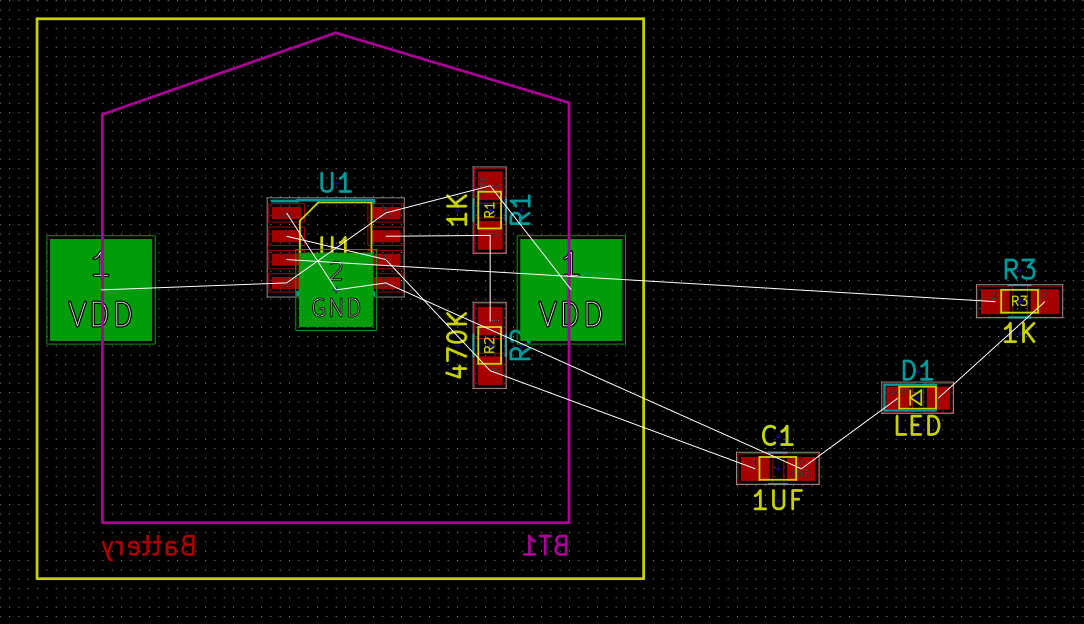 U1
U1
2
GND
1
VDD
1K
R1
R1
1
VDD
470K
R2
R2
R3
R3
1K
D1
LED
C1
1UF
Battery
BT1